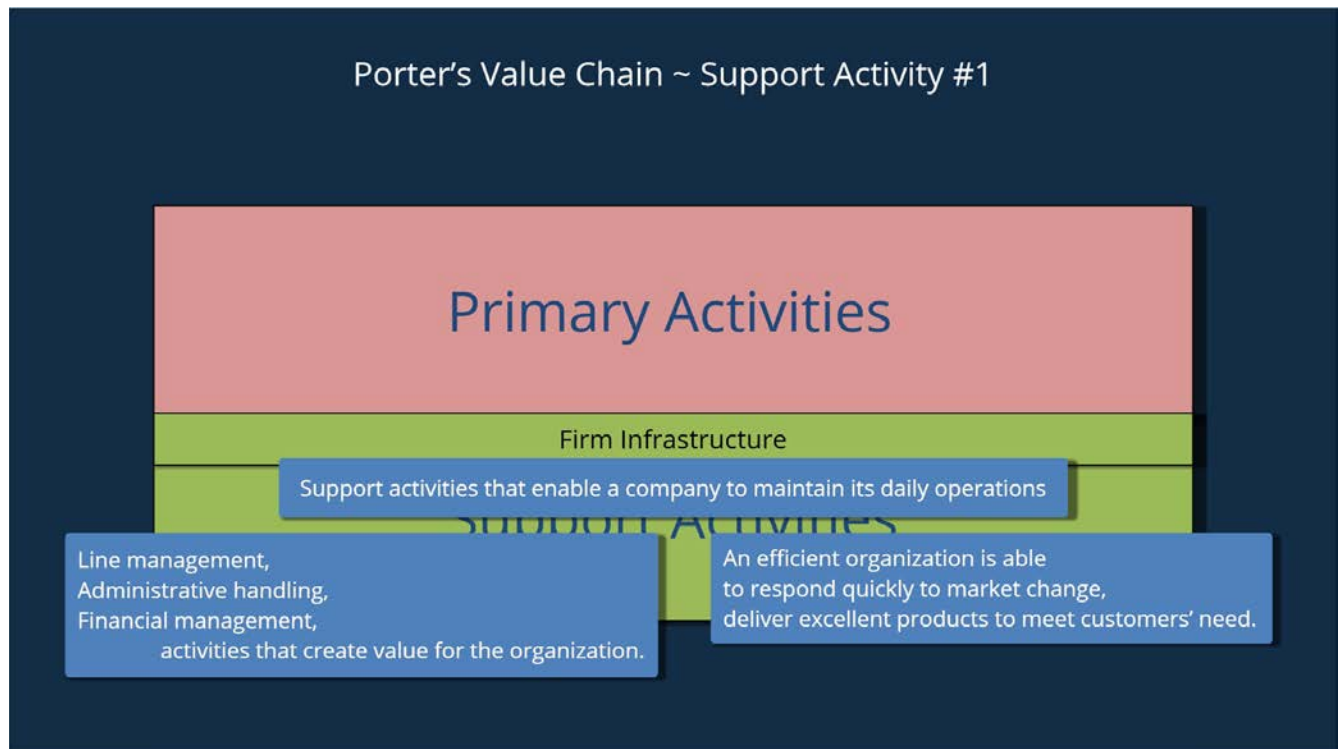 Porter's Value Chain ~ Support Activity #1
Primary Activities
Firm Infrastructure
Support activities that enable a company to maintain its daily operations
Support Activities
Line management,
Administrative handling,
Financial management,
activities that create value for the organization.
An efficient organization is able
to respond quickly to market change,
deliver excellent products to meet customers' need.